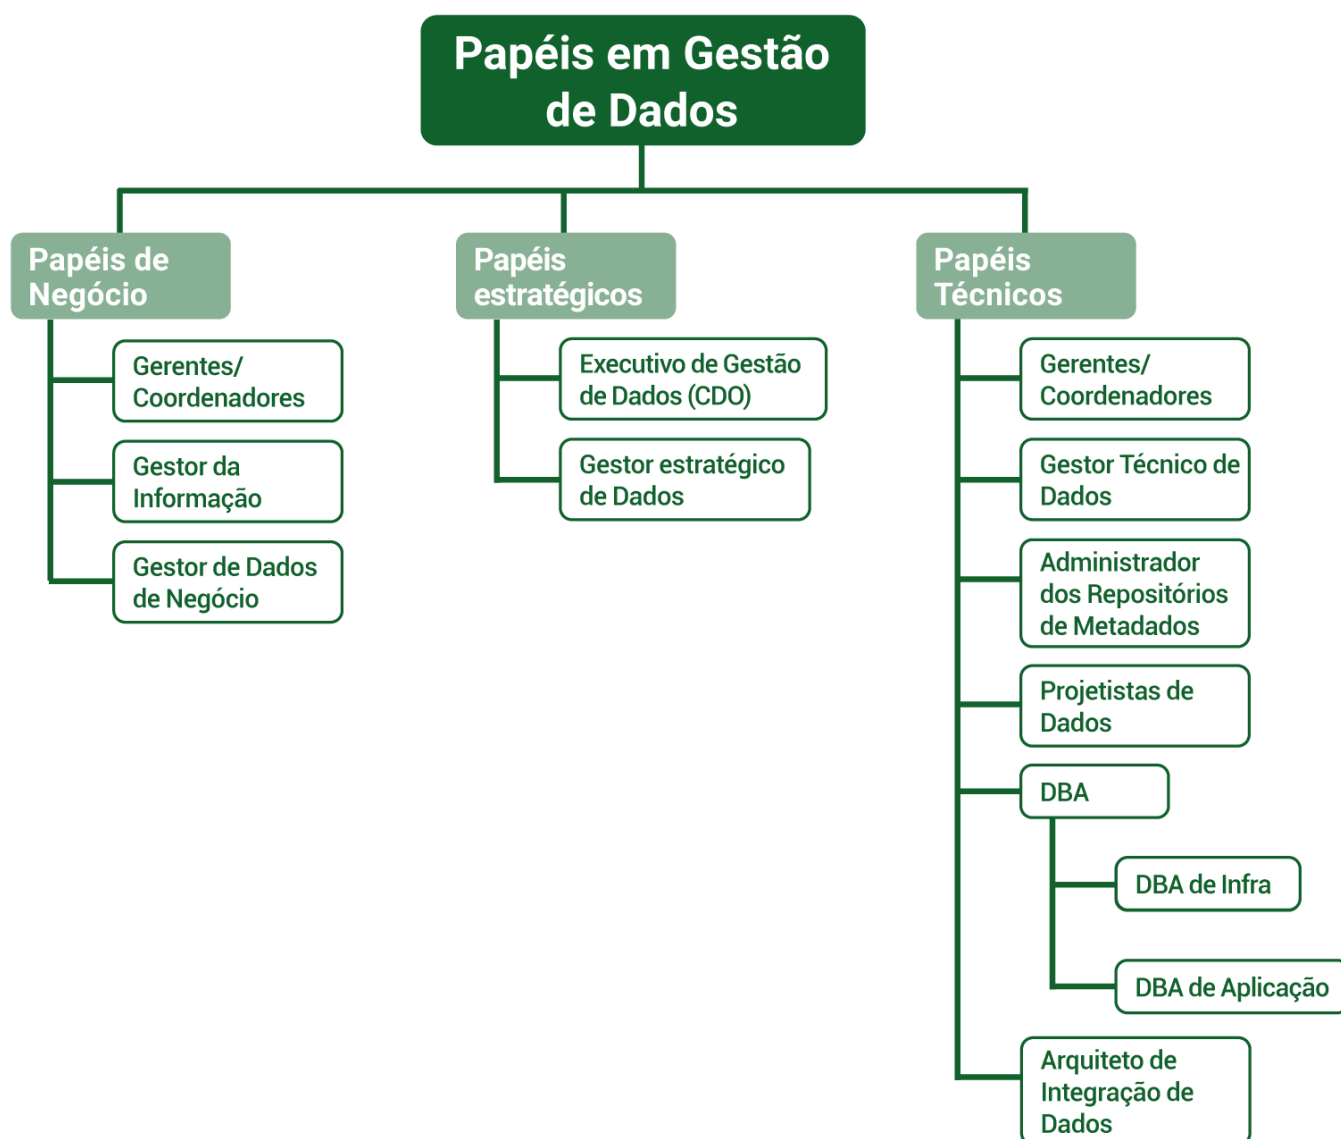 Papéis em Gestão
de Dados
Papéis de
Negócio
Gerentes/
Coordenadores
Gestor da
Informação
Gestor de Dados
de Negócio
Papéis
estratégicos
Executivo de Gestão
de Dados (CDO)
Gestor estratégico
de Dados
Papéis
Técnicos
Gerentes/
Coordenadores
Gestor Técnico de
Dados
Administrador
dos Repositórios
de Metadados
Projetistas de
Dados
DBA
DBA de Infra
DBA de Aplicação
Arquiteto de
Integração de
Dados